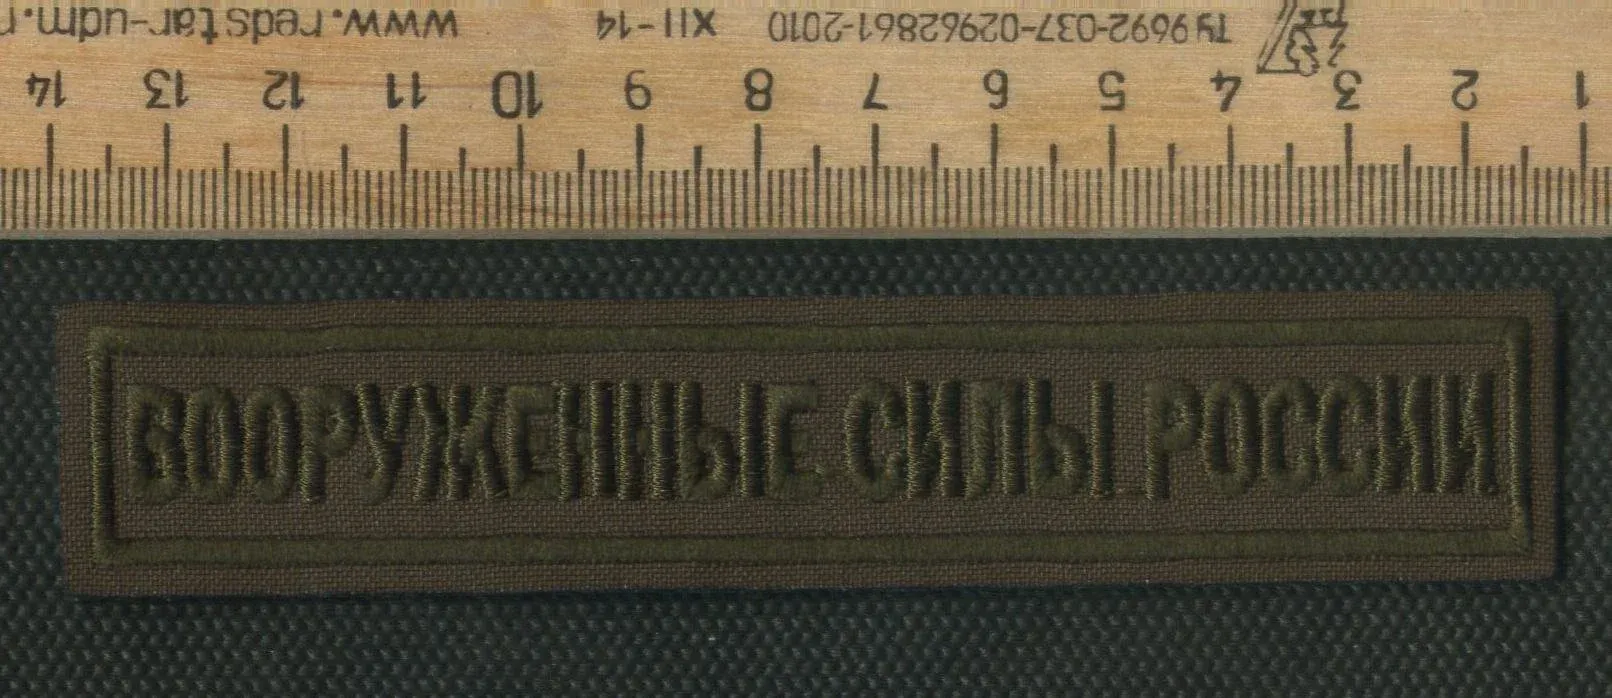 www.redstar-udm.r
XII-14
ТУ 9692-037-02962861-2010
14 13 12 11 10 9 8 7 6 5 4 3 2 1
ВООРУЖЕННЫЕ СИЛЫ РОССИИ